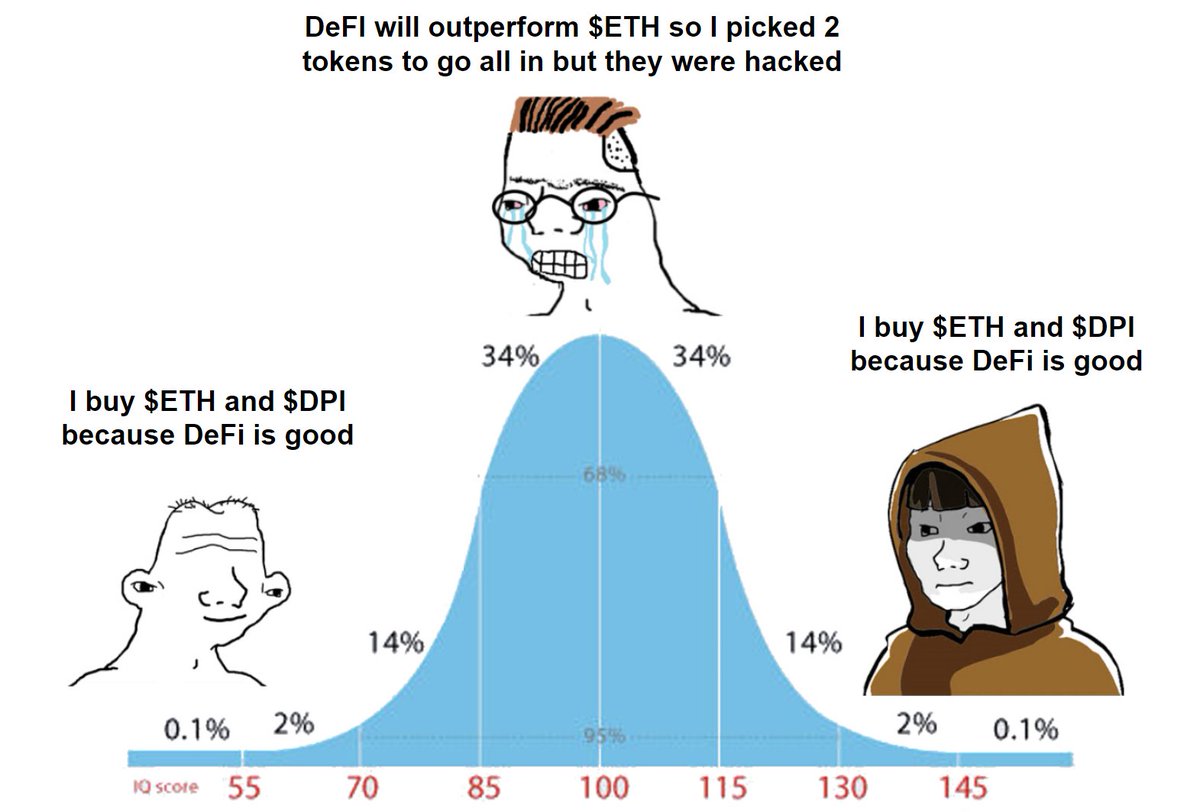 DeFI will outperform $ETH so I picked 2
tokens to go all in but they were hacked
I buy $ETH and $DPI
because DeFi is good
I buy $ETH and $DPI
because DeFi is good
34%
34%
68%
14%
14%
0.1%
2%
95%
2%
0.1%
IQ score 55 70 85 100 115 130 145